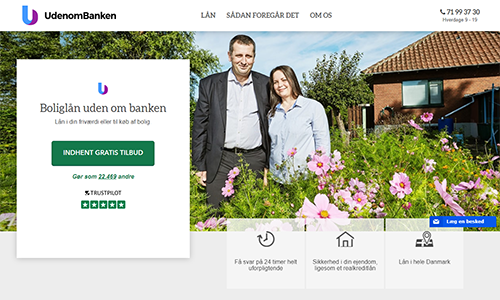 UdenomBanken
LÅN
SÅDAN FOREGÅR DET
OM OS
71 99 37 30
Hverdage 9 - 15
Boliglån uden om banken
Lån i din friværdi eller til køb af bolig
INDHENT GRATIS TILBUD
Gør som 22.469 andre
TRUSTPILOT
Læg en besked
Få svar på 24 timer helt
uforpligtende
Sikkerhed i din ejendom,
ligesom et realkreditlån
Lån i hele Danmark